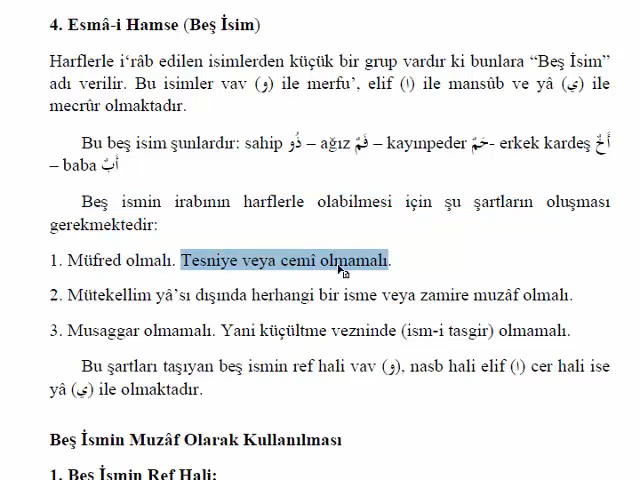 4. Esmâ-i Hamse (Beş İsim)
Harflerle i‘râb edilen isimlerden küçük bir grup vardır ki bunlara “Beş İsim”
adı verilir. Bu isimler vav (و) ile merfu’, elif (ا) ile mansûb ve yâ (ي) ile
mecrûr olmaktadır.
Bu beş isim şunlardır: sahip ذُو – ağız فَمٌ – kayınpeder حَمٌ- erkek kardeş أَخٌ
– baba أَبٌ
Beş ismin irabının harflerle olabilmesi için şu şartların oluşması
gerekmektedir:
1. Müfred olmalı. Tesniye veya cemî olmamalı.
2. Mütekellim yâ’sı dışında herhangi bir isme veya zamire muzâf olmalı.
3. Musaggar olmamalı. Yani küçültme vezninde (ism-i tasgir) olmamalı.
Bu şartları taşıyan beş ismin ref hali vav (و), nasb hali elif (ا) cer hali ise
yâ (ي) ile olmaktadır.
Beş İsmin Muzâf Olarak Kullanılması
1. Beş İsmin Ref Hali: